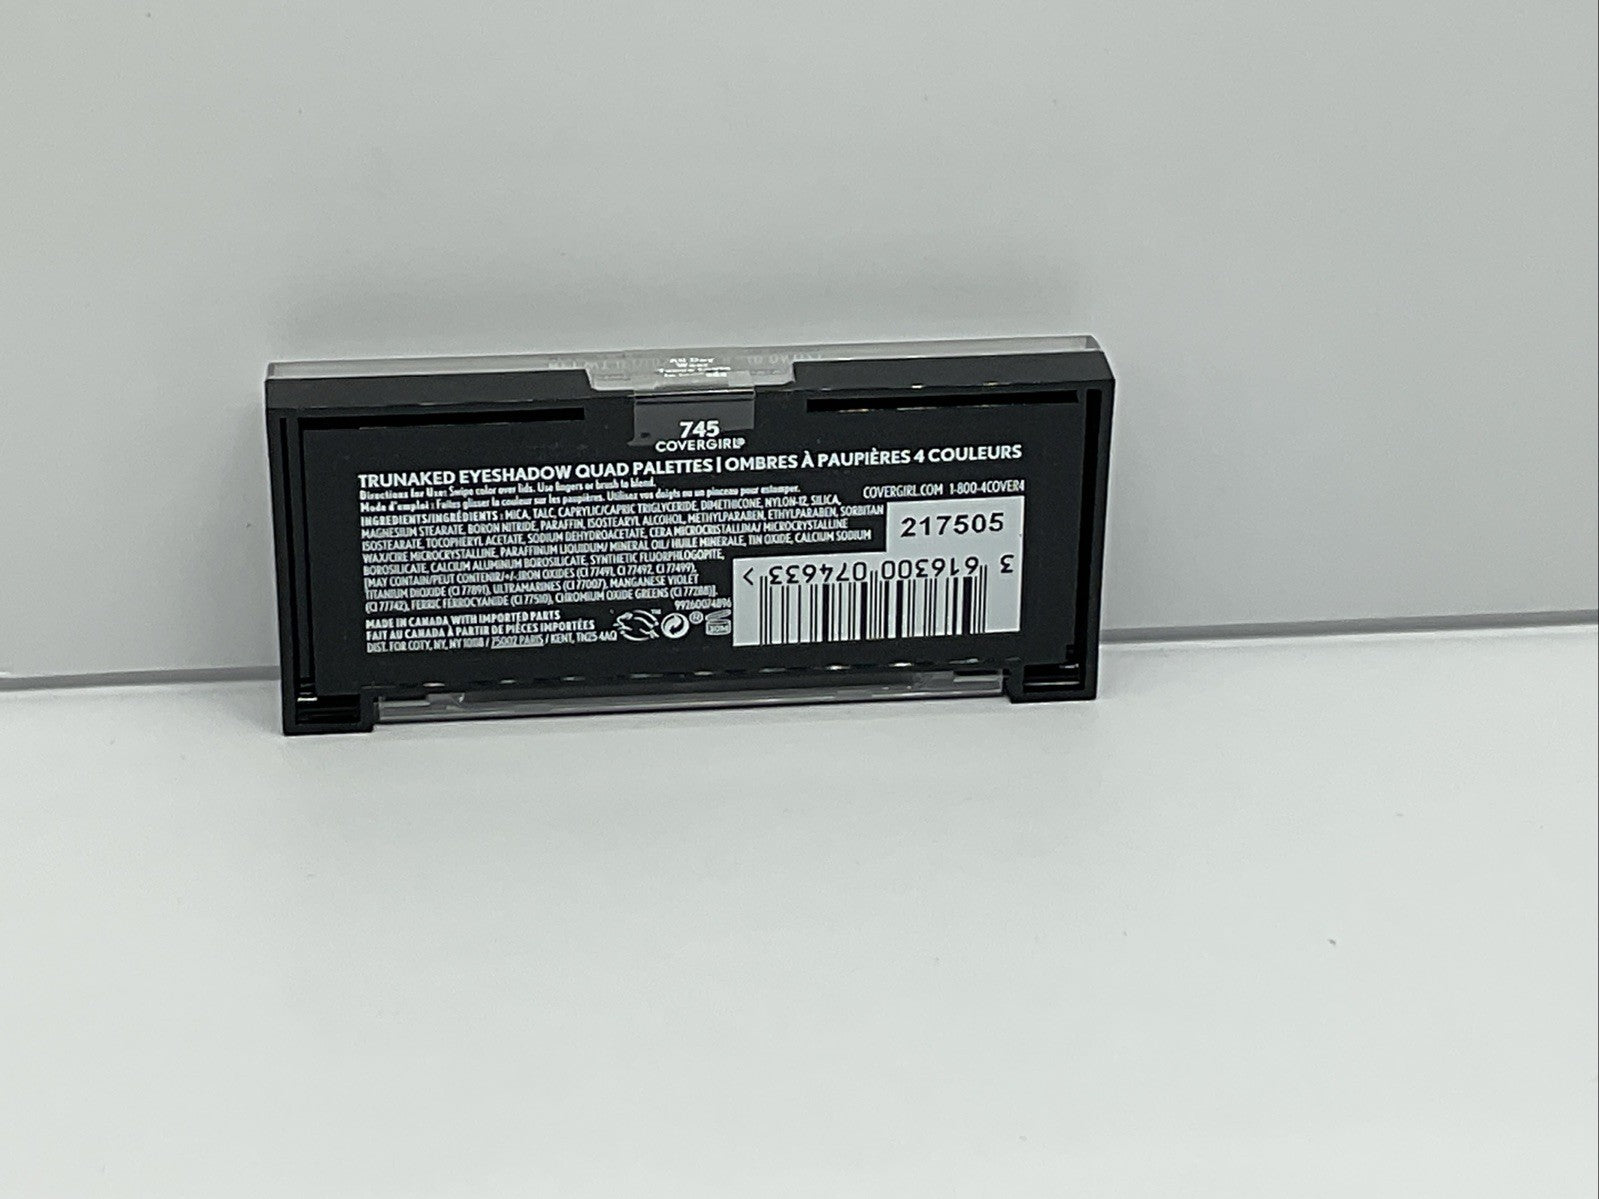 All Day
Wear
745
COVERGIRL®
TRUNAKED EYESHADOW QUAD PALETTES | OMBRES À PAUPIÈRES 4 COULEURS
Directions for Use: Swipe color over lids. Use fingers or brush to blend.
Mode d'emploi : Faites glisser la couleur sur les paupières. Utilisez vos doigts ou un pinceau pour estomper.
COVERGIRL.COM 1-800-4COVER4
INGREDIENTS/INGRÉDIENTS : MICA, TALC, CAPRYLIC/CAPRIC TRIGLYCERIDE, DIMETHICONE, NYLON-12, SILICA,
MAGNESIUM STEARATE, BORON NITRIDE, PARAFFIN, ISOSTEARYL ALCOHOL, METHYLPARABEN, ETHYLPARABEN, SORBITAN
ISOSTEARATE, TOCOPHERYL ACETATE, SODIUM DEHYDROACETATE, CERA MICROCRISTALLINA/ MICROCRYSTALLINE
WAX/CIRE MICROCRYSTALLINE, PARAFFINUM LIQUIDUM/ MINERAL OIL/ HUILE MINERALE, TIN OXIDE, CALCIUM SODIUM
BOROSILICATE, CALCIUM ALUMINUM BOROSILICATE, SYNTHETIC FLUORPHLOGOPITE,
[MAY CONTAIN/PEUT CONTENIR/+/-:IRON OXIDES (CI 77491, CI 77492, CI 77499),
TITANIUM DIOXIDE (CI 77891), ULTRAMARINES (CI 77007), MANGANESE VIOLET
(CI 77742), FERRIC FERROCYANIDE (CI 77510), CHROMIUM OXIDE GREENS (CI 77288)].
99260074896
MADE IN CANADA WITH IMPORTED PARTS
FAIT AU CANADA À PARTIR DE PIÈCES IMPORTÉES
DIST. FOR COTY, NY, NY 10118 / 75002 PARIS / KENT, TN25 4AQ
217505
3 616300 074633 >